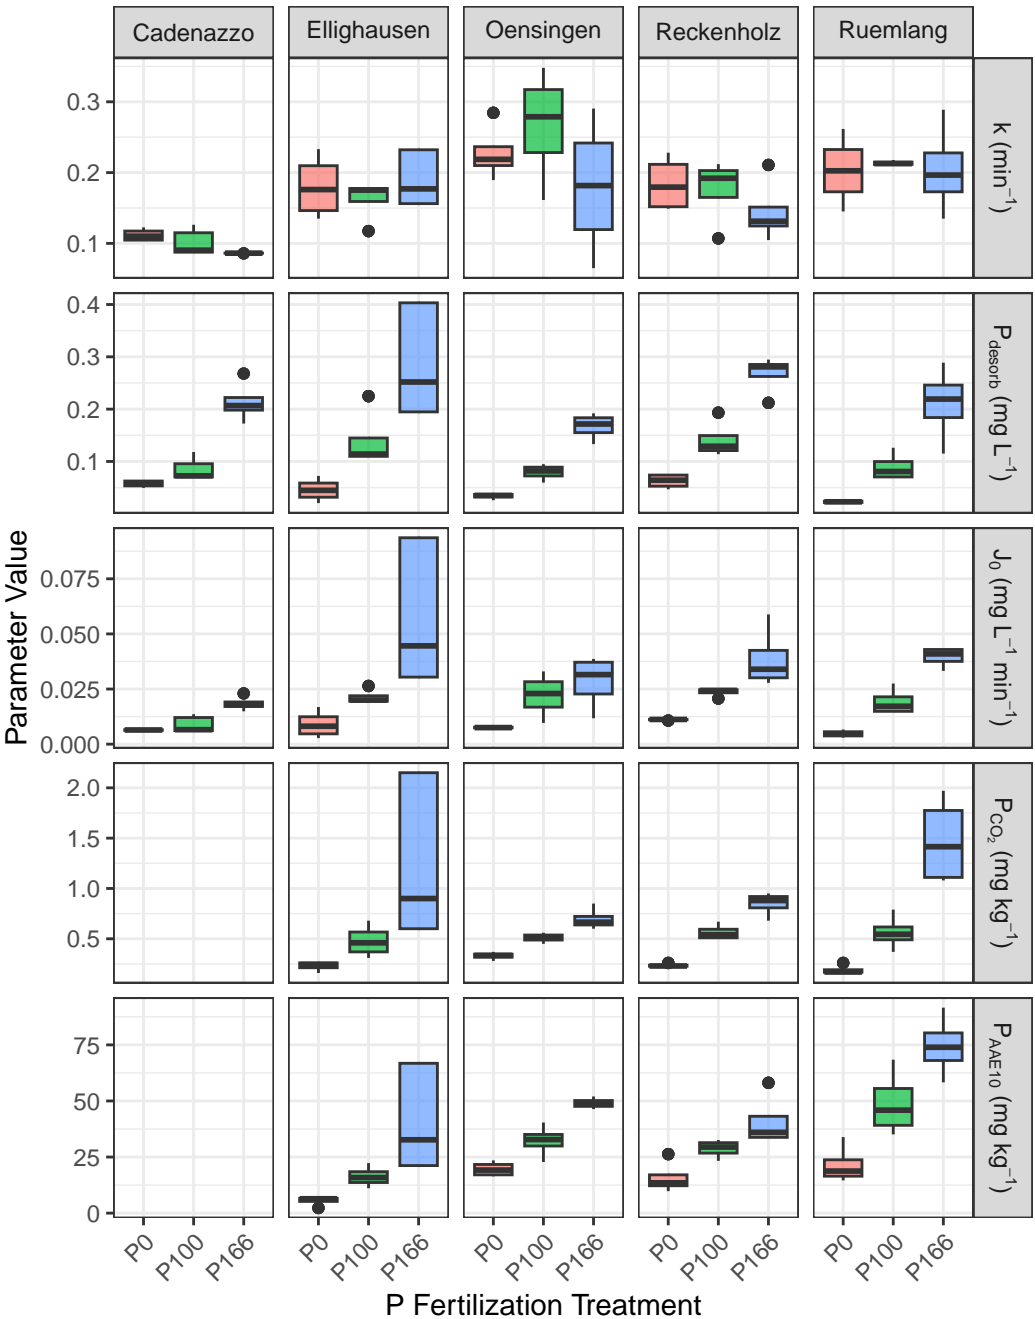 Cadenazzo Ellighausen Oensingen Reckenholz Ruemlang
0.3
0.2
0.1
k (min⁻¹)
0.4
0.3
0.2
0.1
P_desorb (mg L⁻¹)
0.075
0.050
0.025
0.000
J₀ (mg L⁻¹ min⁻¹)
2.0
1.5
1.0
0.5
P_CO₂ (mg kg⁻¹)
75
50
25
0
P_AAE10 (mg kg⁻¹)
Parameter Value
P0 P100 P166 P0 P100 P166 P0 P100 P166 P0 P100 P166 P0 P100 P166
P Fertilization Treatment